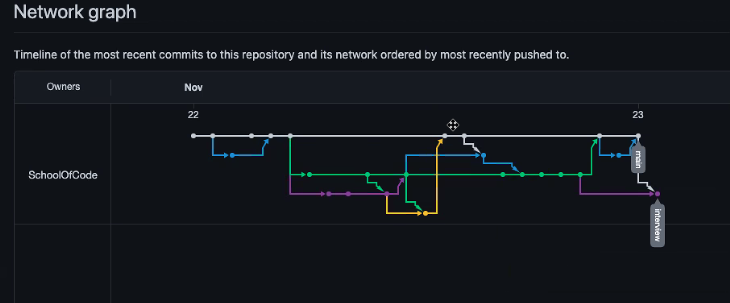 Network graph
Timeline of the most recent commits to this repository and its network ordered by most recently pushed to.
Owners
Nov
22
23
main
SchoolOfCode
interview